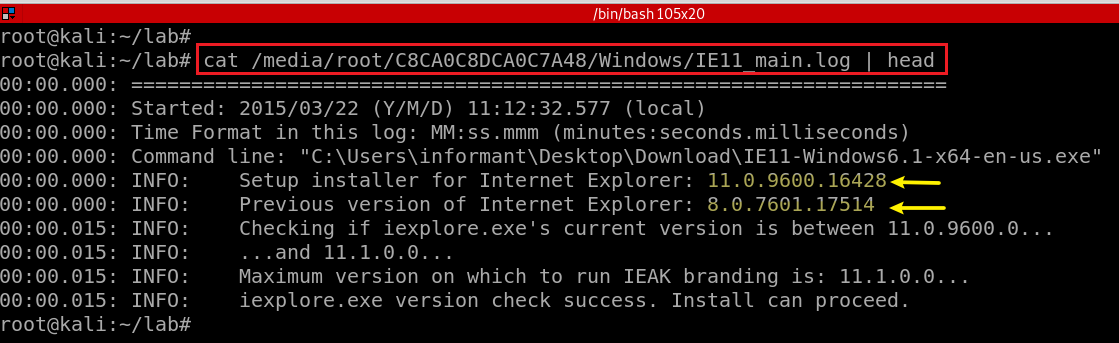 /bin/bash 105x20
root@kali:~/lab#
root@kali:~/lab# cat /media/root/C8CA0C8DCA0C7A48/Windows/IE11_main.log | head
00:00.000: ====================================================================
00:00.000: Started: 2015/03/22 (Y/M/D) 11:12:32.577 (local)
00:00.000: Time Format in this log: MM:ss.mmm (minutes:seconds.milliseconds)
00:00.000: Command line: "C:\Users\informant\Desktop\Download\IE11-Windows6.1-x64-en-us.exe"
00:00.000: INFO:    Setup installer for Internet Explorer: 11.0.9600.16428
00:00.000: INFO:    Previous version of Internet Explorer: 8.0.7601.17514
00:00.015: INFO:    Checking if iexplore.exe's current version is between 11.0.9600.0...
00:00.015: INFO:    ...and 11.1.0.0...
00:00.015: INFO:    Maximum version on which to run IEAK branding is: 11.1.0.0...
00:00.015: INFO:    iexplore.exe version check success. Install can proceed.
root@kali:~/lab#